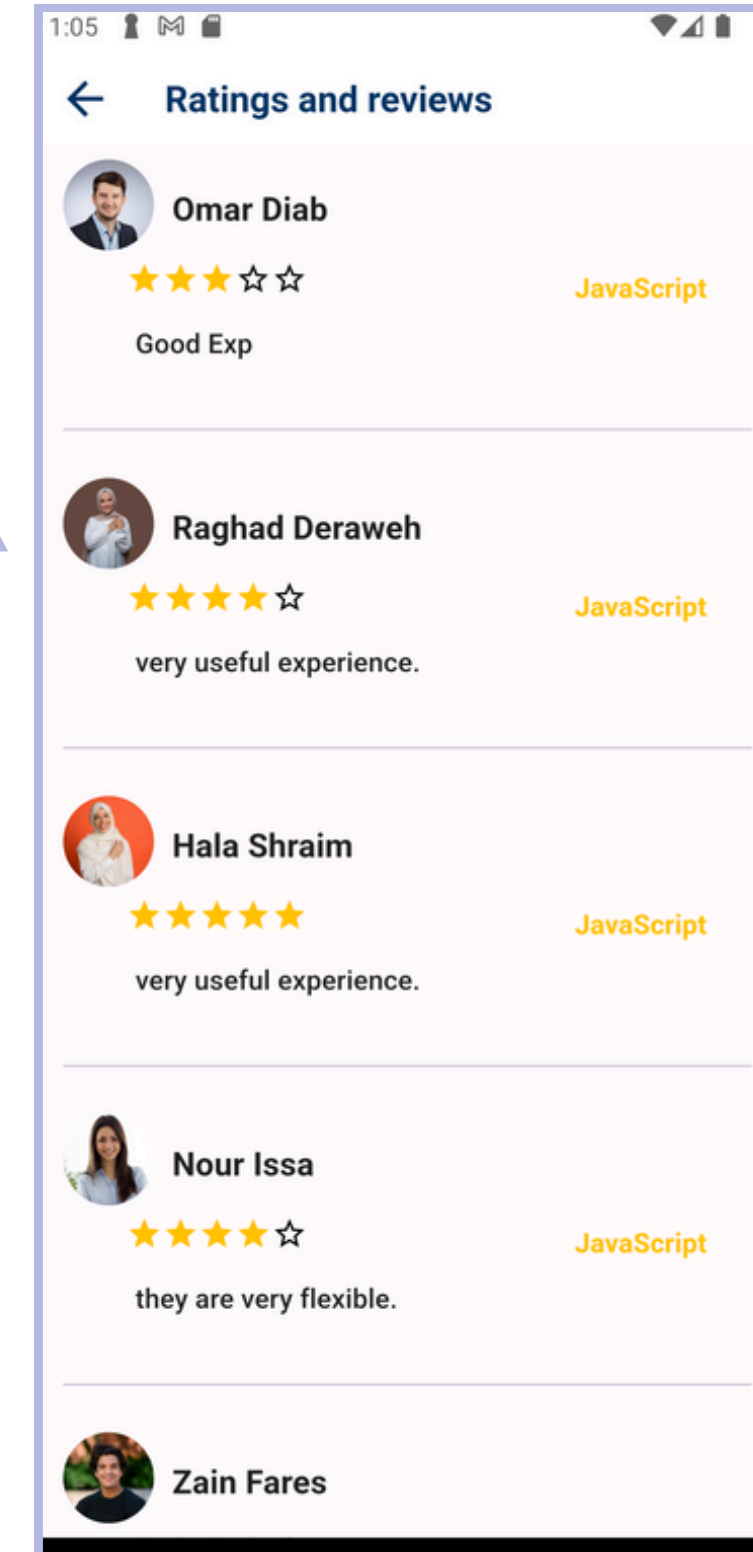 1:05
Ratings and reviews
Omar Diab
JavaScript
Good Exp
Raghad Deraweh
JavaScript
very useful experience.
Hala Shraim
JavaScript
very useful experience.
Nour Issa
JavaScript
they are very flexible.
Zain Fares